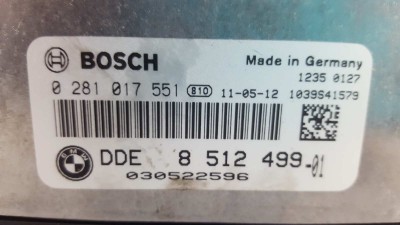 BOSCH Made in Germany
1235 0127
0 281 017 551 810 11-05-12 1039S41579
DDE 8 512 499-01
030522596